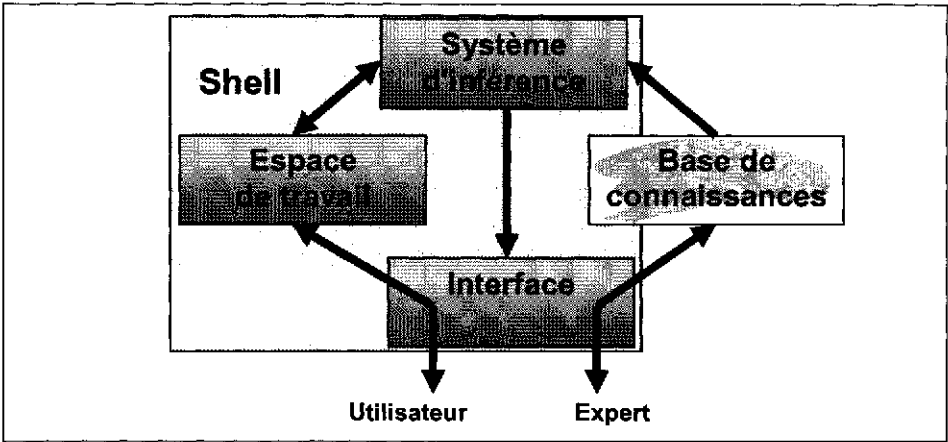 Système
d'inférence
Shell
Espace
de travail
Base de
connaissances
Interface
Utilisateur
Expert